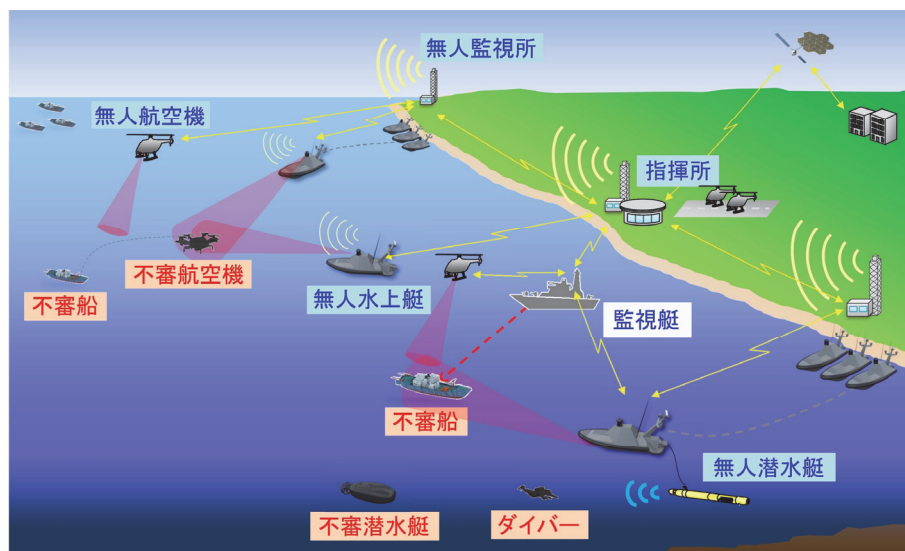 無人監視所
無人航空機
指揮所
不審航空機
不審船
無人水上艇
監視艇
不審船
無人潜水艇
不審潜水艇
ダイバー